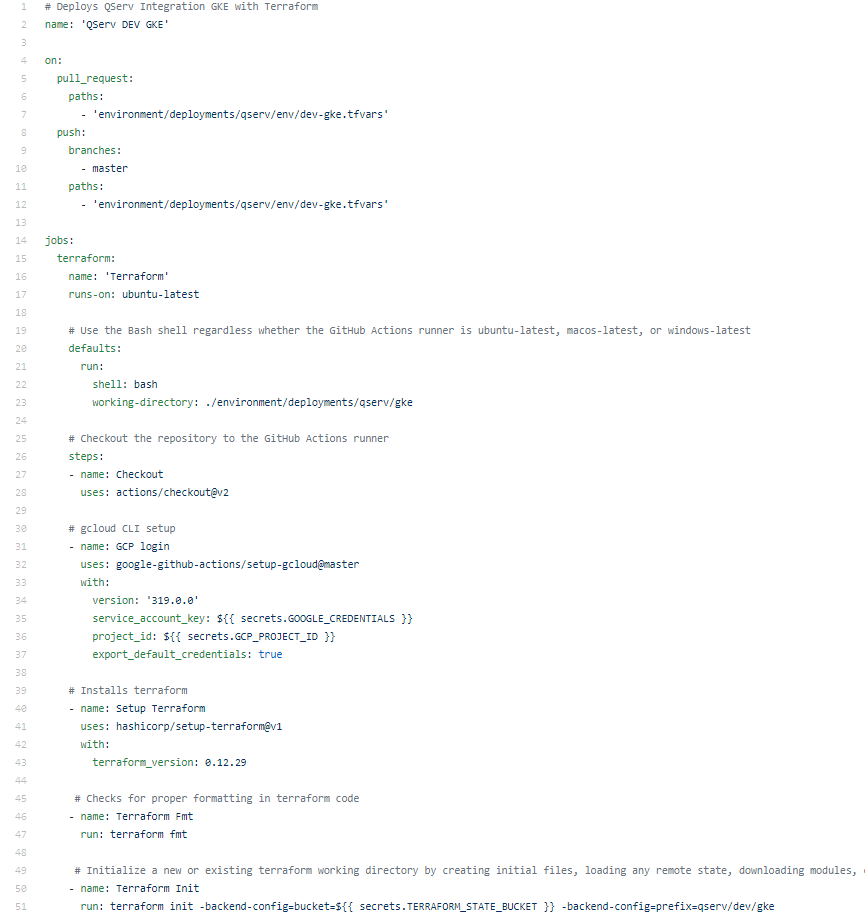 1 # Deploys QServ Integration GKE with Terraform
2 name: 'QServ DEV GKE'
3
4 on:
5   pull_request:
6     paths:
7       - 'environment/deployments/qserv/env/dev-gke.tfvars'
8   push:
9     branches:
10       - master
11     paths:
12       - 'environment/deployments/qserv/env/dev-gke.tfvars'
13
14 jobs:
15   terraform:
16     name: 'Terraform'
17     runs-on: ubuntu-latest
18
19     # Use the Bash shell regardless whether the GitHub Actions runner is ubuntu-latest, macos-latest, or windows-latest
20     defaults:
21       run:
22         shell: bash
23         working-directory: ./environment/deployments/qserv/gke
24
25     # Checkout the repository to the GitHub Actions runner
26     steps:
27     - name: Checkout
28       uses: actions/checkout@v2
29
30     # gcloud CLI setup
31     - name: GCP login
32       uses: google-github-actions/setup-gcloud@master
33       with:
34         version: '319.0.0'
35         service_account_key: ${{ secrets.GOOGLE_CREDENTIALS }}
36         project_id: ${{ secrets.GCP_PROJECT_ID }}
37         export_default_credentials: true
38
39     # Installs terraform
40     - name: Setup Terraform
41       uses: hashicorp/setup-terraform@v1
42       with:
43         terraform_version: 0.12.29
44
45      # Checks for proper formatting in terraform code
46     - name: Terraform Fmt
47       run: terraform fmt
48
49      # Initialize a new or existing terraform working directory by creating initial files, loading any remote state, downloading modules,
50     - name: Terraform Init
51       run: terraform init -backend-config=bucket=${{ secrets.TERRAFORM_STATE_BUCKET }} -backend-config=prefix=qserv/dev/gke